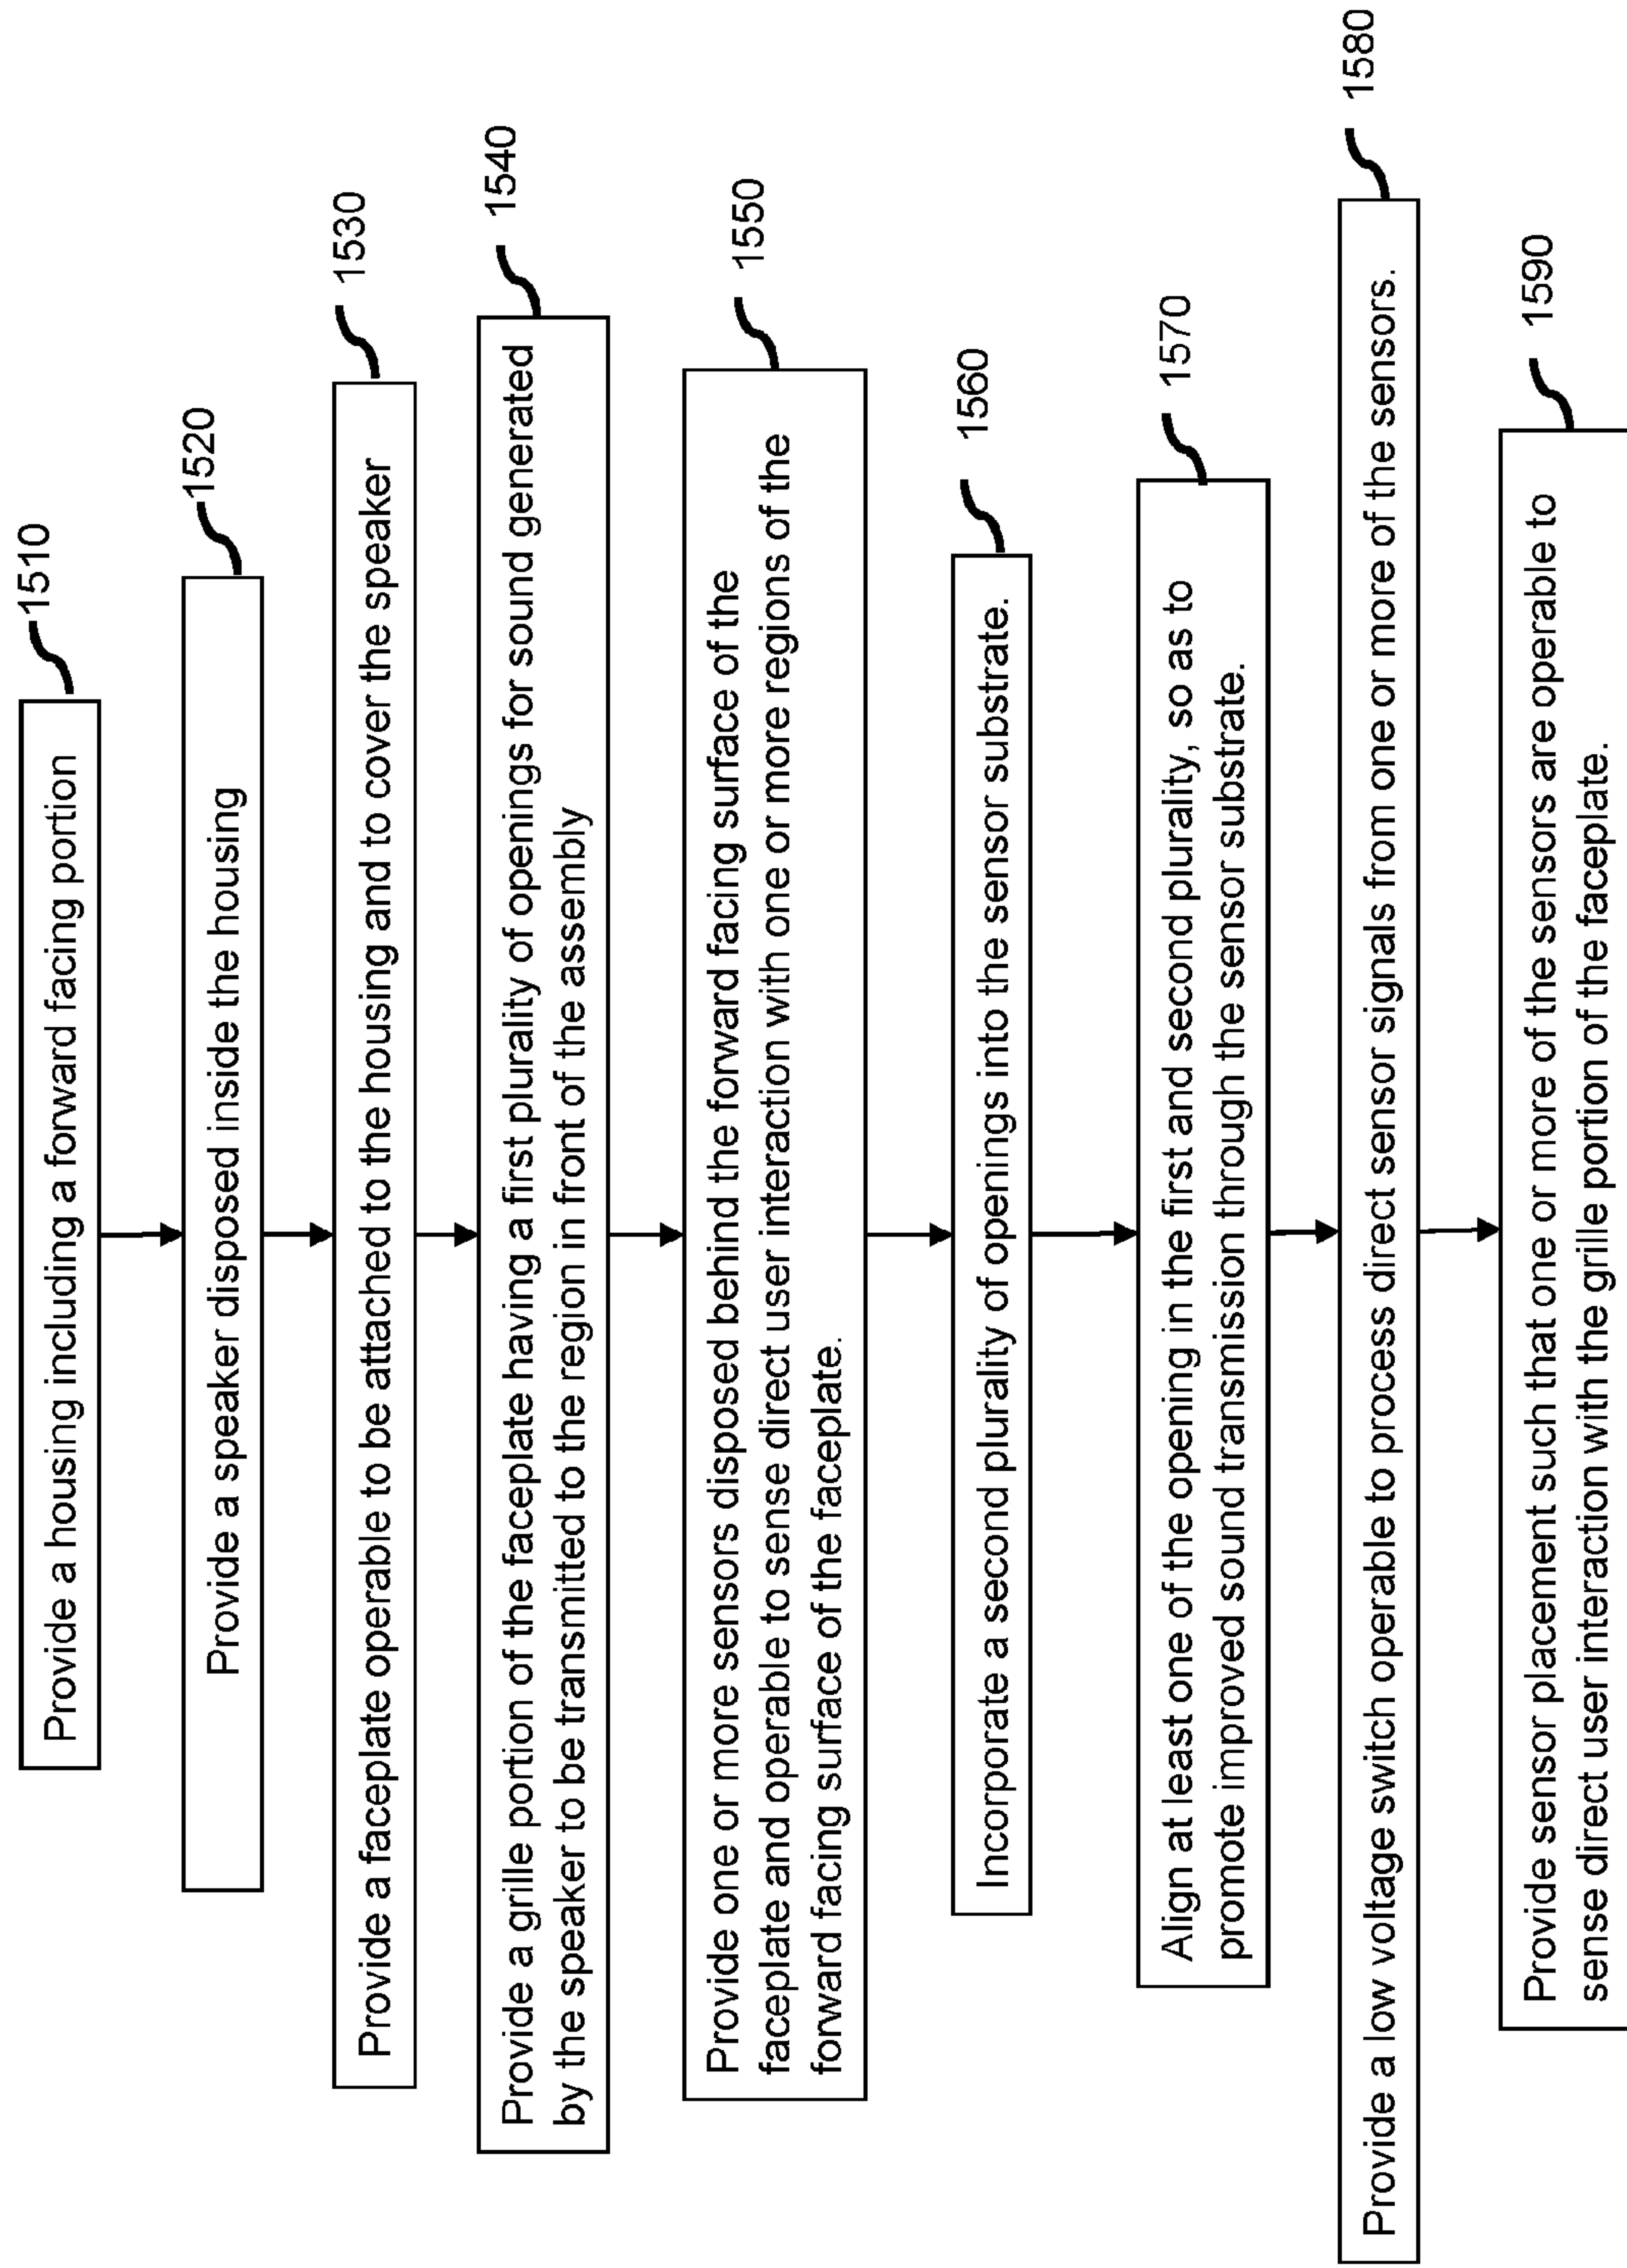 1510
Provide a housing including a forward facing portion
1520
Provide a speaker disposed inside the housing
1530
Provide a faceplate operable to be attached to the housing and to cover the speaker
1540
Provide a grille portion of the faceplate having a first plurality of openings for sound generated
by the speaker to be transmitted to the region in front of the assembly
1550
Provide one or more sensors disposed behind the forward facing surface of the
faceplate and operable to sense direct user interaction with one or more regions of the
forward facing surface of the faceplate.
1560
Incorporate a second plurality of openings into the sensor substrate.
1570
Align at least one of the opening in the first and second plurality, so as to
promote improved sound transmission through the sensor substrate.
1580
Provide a low voltage switch operable to process direct sensor signals from one or more of the sensors.
1590
Provide sensor placement such that one or more of the sensors are operable to
sense direct user interaction with the grille portion of the faceplate.